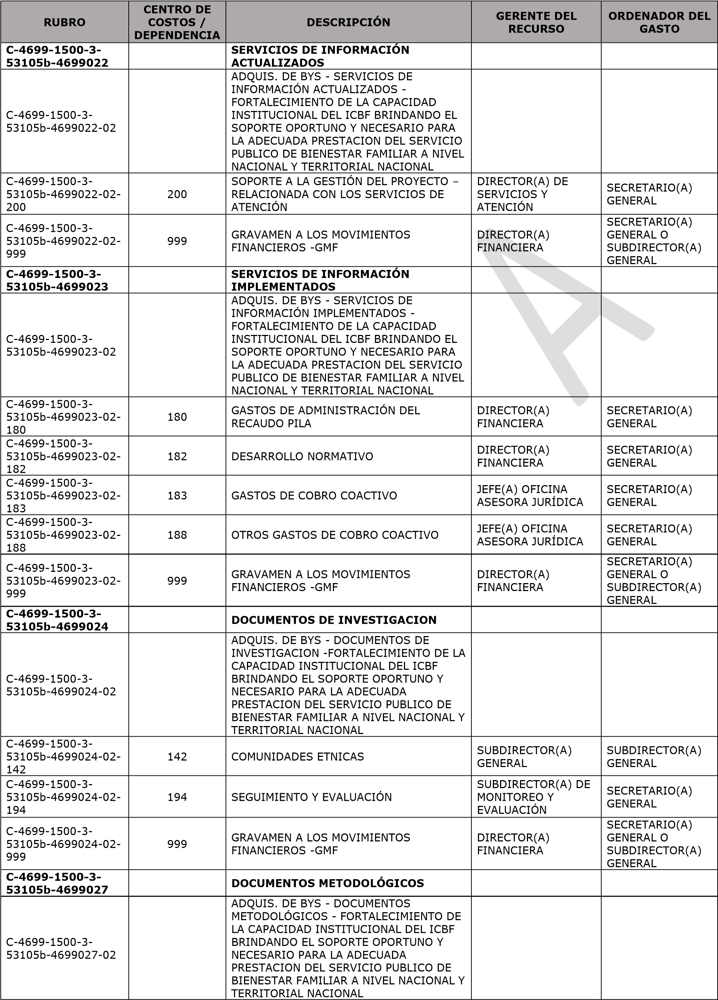 RUBRO
CENTRO DE
COSTOS /
DEPENDENCIA
DESCRIPCIÓN
GERENTE DEL
RECURSO
ORDENADOR DEL
GASTO
C-4699-1500-3-
53105b-4699022
SERVICIOS DE INFORMACIÓN
ACTUALIZADOS
C-4699-1500-3-
53105b-4699022-02
ADQUIS. DE BYS - SERVICIOS DE
INFORMACIÓN ACTUALIZADOS -
FORTALECIMIENTO DE LA CAPACIDAD
INSTITUCIONAL DEL ICBF BRINDANDO EL
SOPORTE OPORTUNO Y NECESARIO PARA
LA ADECUADA PRESTACION DEL SERVICIO
PUBLICO DE BIENESTAR FAMILIAR A NIVEL
NACIONAL Y TERRITORIAL NACIONAL
C-4699-1500-3-
53105b-4699022-02-
200
200
SOPORTE A LA GESTIÓN DEL PROYECTO –
RELACIONADA CON LOS SERVICIOS DE
ATENCIÓN
DIRECTOR(A) DE
SERVICIOS Y
ATENCIÓN
SECRETARIO(A)
GENERAL
C-4699-1500-3-
53105b-4699022-02-
999
999
GRAVAMEN A LOS MOVIMIENTOS
FINANCIEROS -GMF
DIRECTOR(A)
FINANCIERA
SECRETARIO(A)
GENERAL O
SUBDIRECTOR(A)
GENERAL
C-4699-1500-3-
53105b-4699023
SERVICIOS DE INFORMACIÓN
IMPLEMENTADOS
C-4699-1500-3-
53105b-4699023-02
ADQUIS. DE BYS - SERVICIOS DE
INFORMACIÓN IMPLEMENTADOS -
FORTALECIMIENTO DE LA CAPACIDAD
INSTITUCIONAL DEL ICBF BRINDANDO EL
SOPORTE OPORTUNO Y NECESARIO PARA
LA ADECUADA PRESTACION DEL SERVICIO
PUBLICO DE BIENESTAR FAMILIAR A NIVEL
NACIONAL Y TERRITORIAL NACIONAL
A
C-4699-1500-3-
53105b-4699023-02-
180
180
GASTOS DE ADMINISTRACIÓN DEL
RECAUDO PILA
DIRECTOR(A)
FINANCIERA
SECRETARIO(A)
GENERAL
C-4699-1500-3-
53105b-4699023-02-
182
182
DESARROLLO NORMATIVO
DIRECTOR(A)
FINANCIERA
SECRETARIO(A)
GENERAL
C-4699-1500-3-
53105b-4699023-02-
183
183
GASTOS DE COBRO COACTIVO
JEFE(A) OFICINA
ASESORA JURÍDICA
SECRETARIO(A)
GENERAL
C-4699-1500-3-
53105b-4699023-02-
188
188
OTROS GASTOS DE COBRO COACTIVO
JEFE(A) OFICINA
ASESORA JURÍDICA
SECRETARIO(A)
GENERAL
C-4699-1500-3-
53105b-4699023-02-
999
999
GRAVAMEN A LOS MOVIMIENTOS
FINANCIEROS -GMF
DIRECTOR(A)
FINANCIERA
SECRETARIO(A)
GENERAL O
SUBDIRECTOR(A)
GENERAL
C-4699-1500-3-
53105b-4699024
DOCUMENTOS DE INVESTIGACION
C-4699-1500-3-
53105b-4699024-02
ADQUIS. DE BYS - DOCUMENTOS DE
INVESTIGACION -FORTALECIMIENTO DE LA
CAPACIDAD INSTITUCIONAL DEL ICBF
BRINDANDO EL SOPORTE OPORTUNO Y
NECESARIO PARA LA ADECUADA
PRESTACION DEL SERVICIO PUBLICO DE
BIENESTAR FAMILIAR A NIVEL NACIONAL Y
TERRITORIAL NACIONAL
C-4699-1500-3-
53105b-4699024-02-
142
142
COMUNIDADES ETNICAS
SUBDIRECTOR(A)
GENERAL
SUBDIRECTOR(A)
GENERAL
C-4699-1500-3-
53105b-4699024-02-
194
194
SEGUIMIENTO Y EVALUACIÓN
SUBDIRECTOR(A) DE
MONITOREO Y
EVALUACIÓN
SECRETARIO(A)
GENERAL
C-4699-1500-3-
53105b-4699024-02-
999
999
GRAVAMEN A LOS MOVIMIENTOS
FINANCIEROS -GMF
DIRECTOR(A)
FINANCIERA
SECRETARIO(A)
GENERAL O
SUBDIRECTOR(A)
GENERAL
C-4699-1500-3-
53105b-4699027
DOCUMENTOS METODOLÓGICOS
C-4699-1500-3-
53105b-4699027-02
ADQUIS. DE BYS - DOCUMENTOS
METODOLÓGICOS - FORTALECIMIENTO DE
LA CAPACIDAD INSTITUCIONAL DEL ICBF
BRINDANDO EL SOPORTE OPORTUNO Y
NECESARIO PARA LA ADECUADA
PRESTACION DEL SERVICIO PUBLICO DE
BIENESTAR FAMILIAR A NIVEL NACIONAL Y
TERRITORIAL NACIONAL